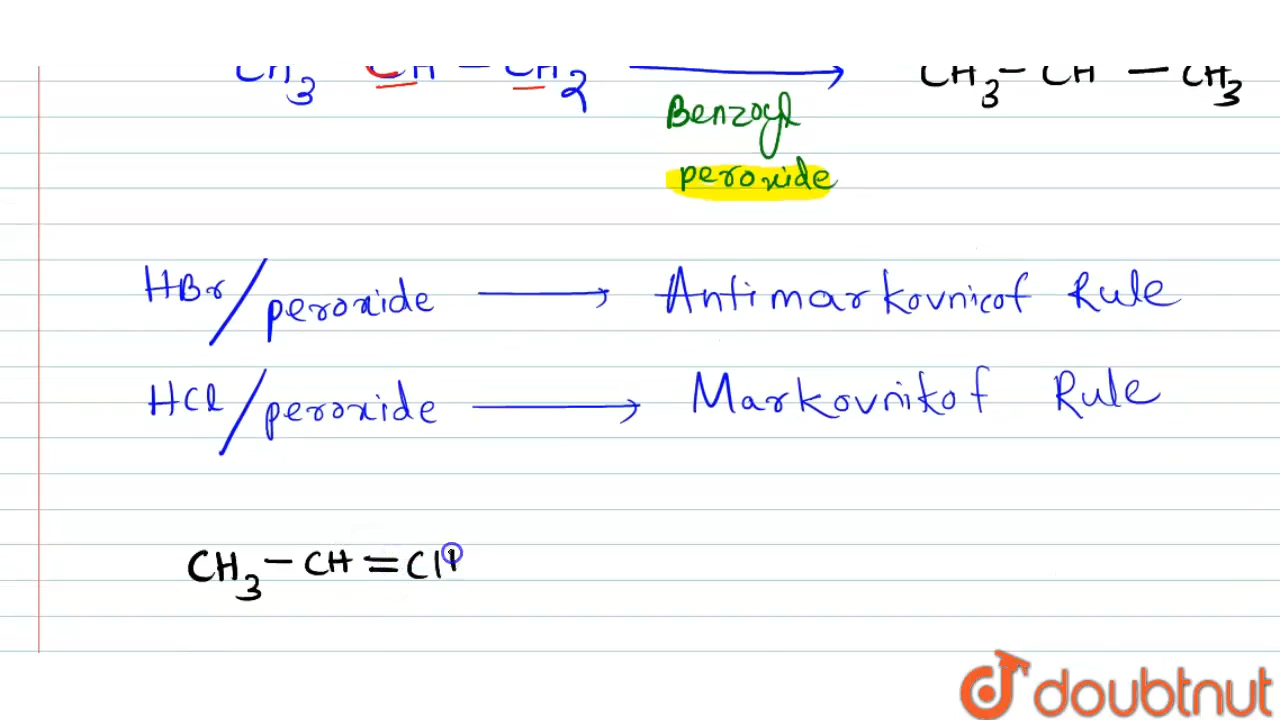 CH3 CH – CH2 ⟶ CH3 – CH – CH3
Benzoyl
peroxide
HBr/peroxide ⟶ Antimarkovnicof Rule
HCl/peroxide ⟶ Markovnikof Rule
CH3 – CH = CH
doubtnut